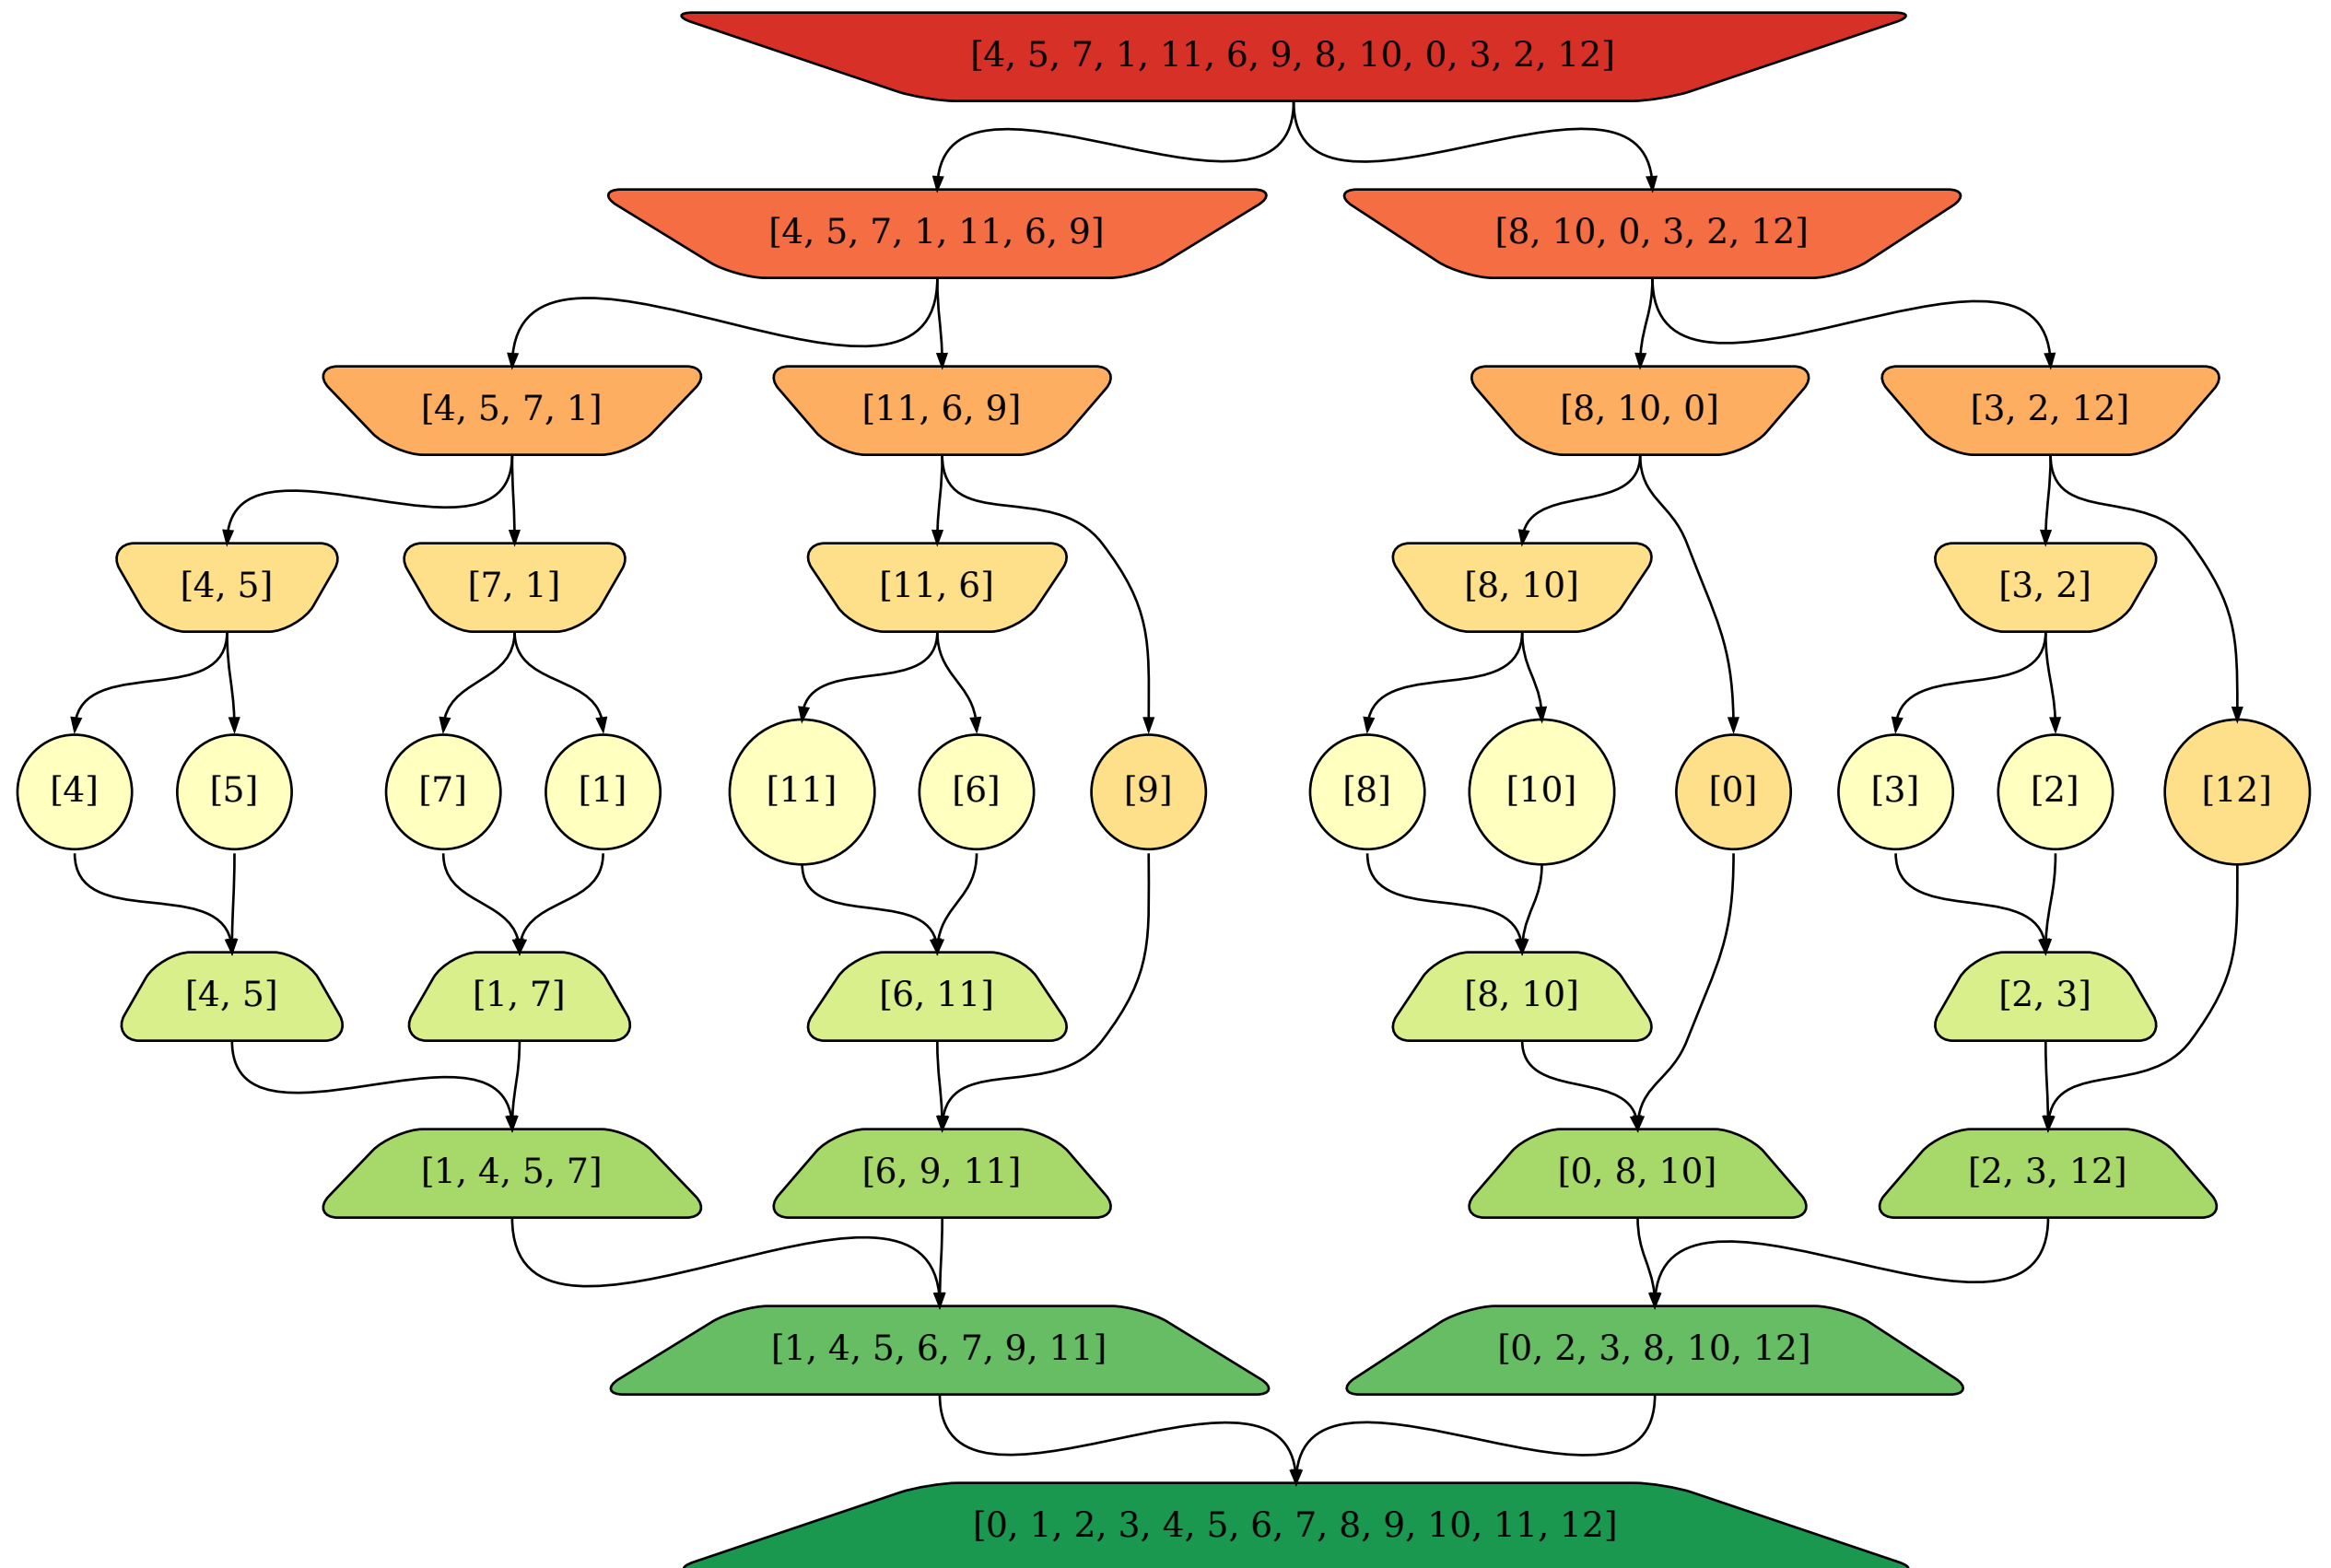 [4, 5, 7, 1, 11, 6, 9, 8, 10, 0, 3, 2, 12]
[4, 5, 7, 1, 11, 6, 9]
[8, 10, 0, 3, 2, 12]
[4, 5, 7, 1]
[11, 6, 9]
[8, 10, 0]
[3, 2, 12]
[4, 5]
[7, 1]
[11, 6]
[8, 10]
[3, 2]
[4]
[5]
[7]
[1]
[11]
[6]
[9]
[8]
[10]
[0]
[3]
[2]
[12]
[4, 5]
[1, 7]
[6, 11]
[8, 10]
[2, 3]
[1, 4, 5, 7]
[6, 9, 11]
[0, 8, 10]
[2, 3, 12]
[1, 4, 5, 6, 7, 9, 11]
[0, 2, 3, 8, 10, 12]
[0, 1, 2, 3, 4, 5, 6, 7, 8, 9, 10, 11, 12]